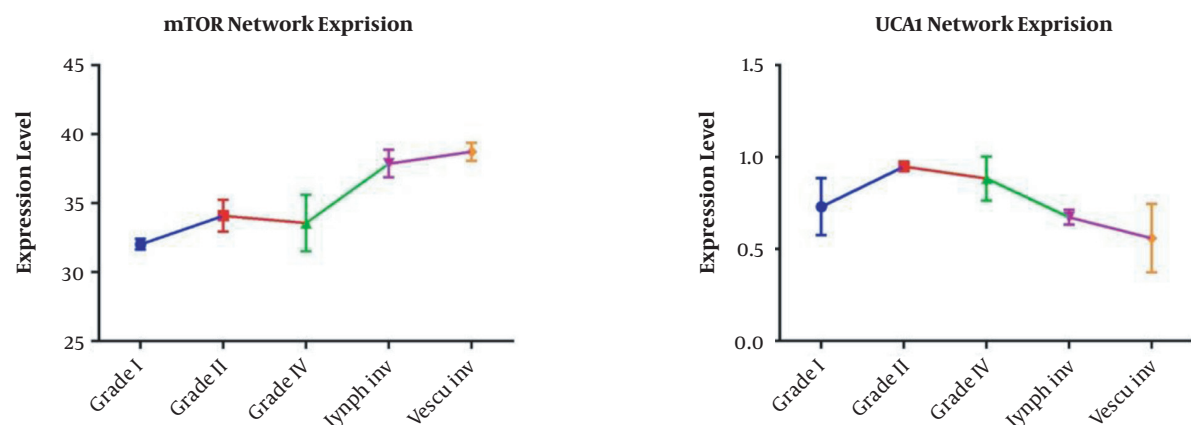 mTOR Network Exprision
Expression Level
45
40
35
30
25
Grade I
Grade II
Grade IV
lynph inv
Vescu inv
UCA1 Network Exprision
Expression Level
1.5
1.0
0.5
0.0
Grade I
Grade II
Grade IV
lynph inv
Vescu inv